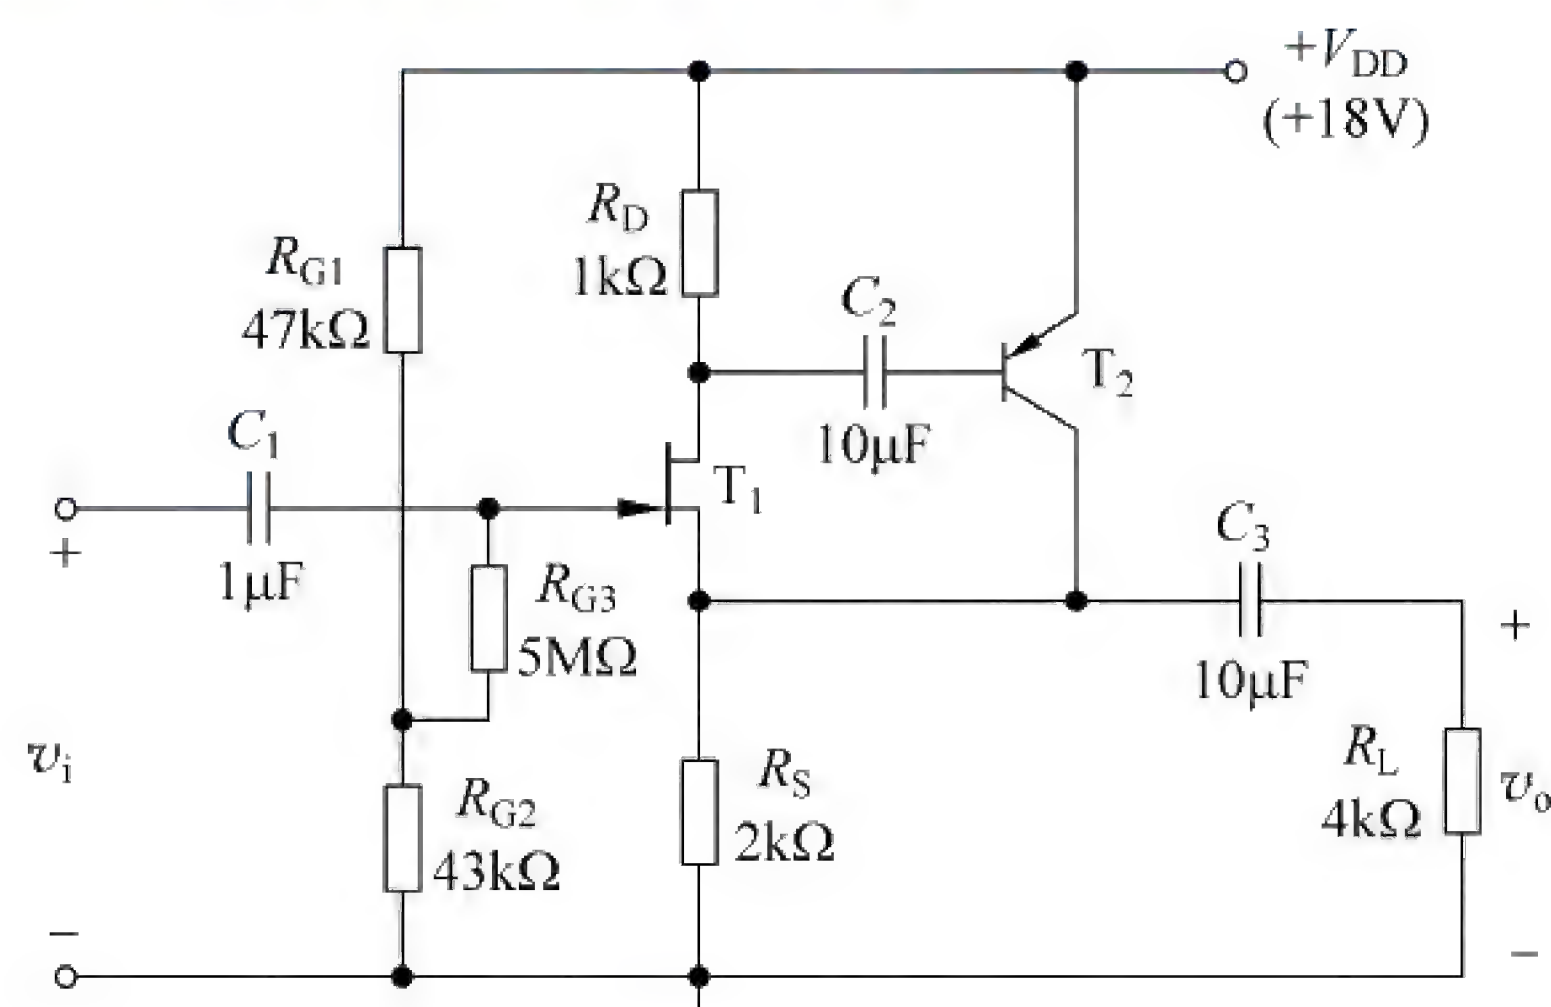 +V_DD
(+18V)
R_D
1kΩ
R_G1
47kΩ
C_2
10μF
T_2
C_1
1μF
T_1
+
R_G3
5MΩ
C_3
10μF
+
v_i
R_G2
43kΩ
R_S
2kΩ
R_L
4kΩ
v_o
−
−